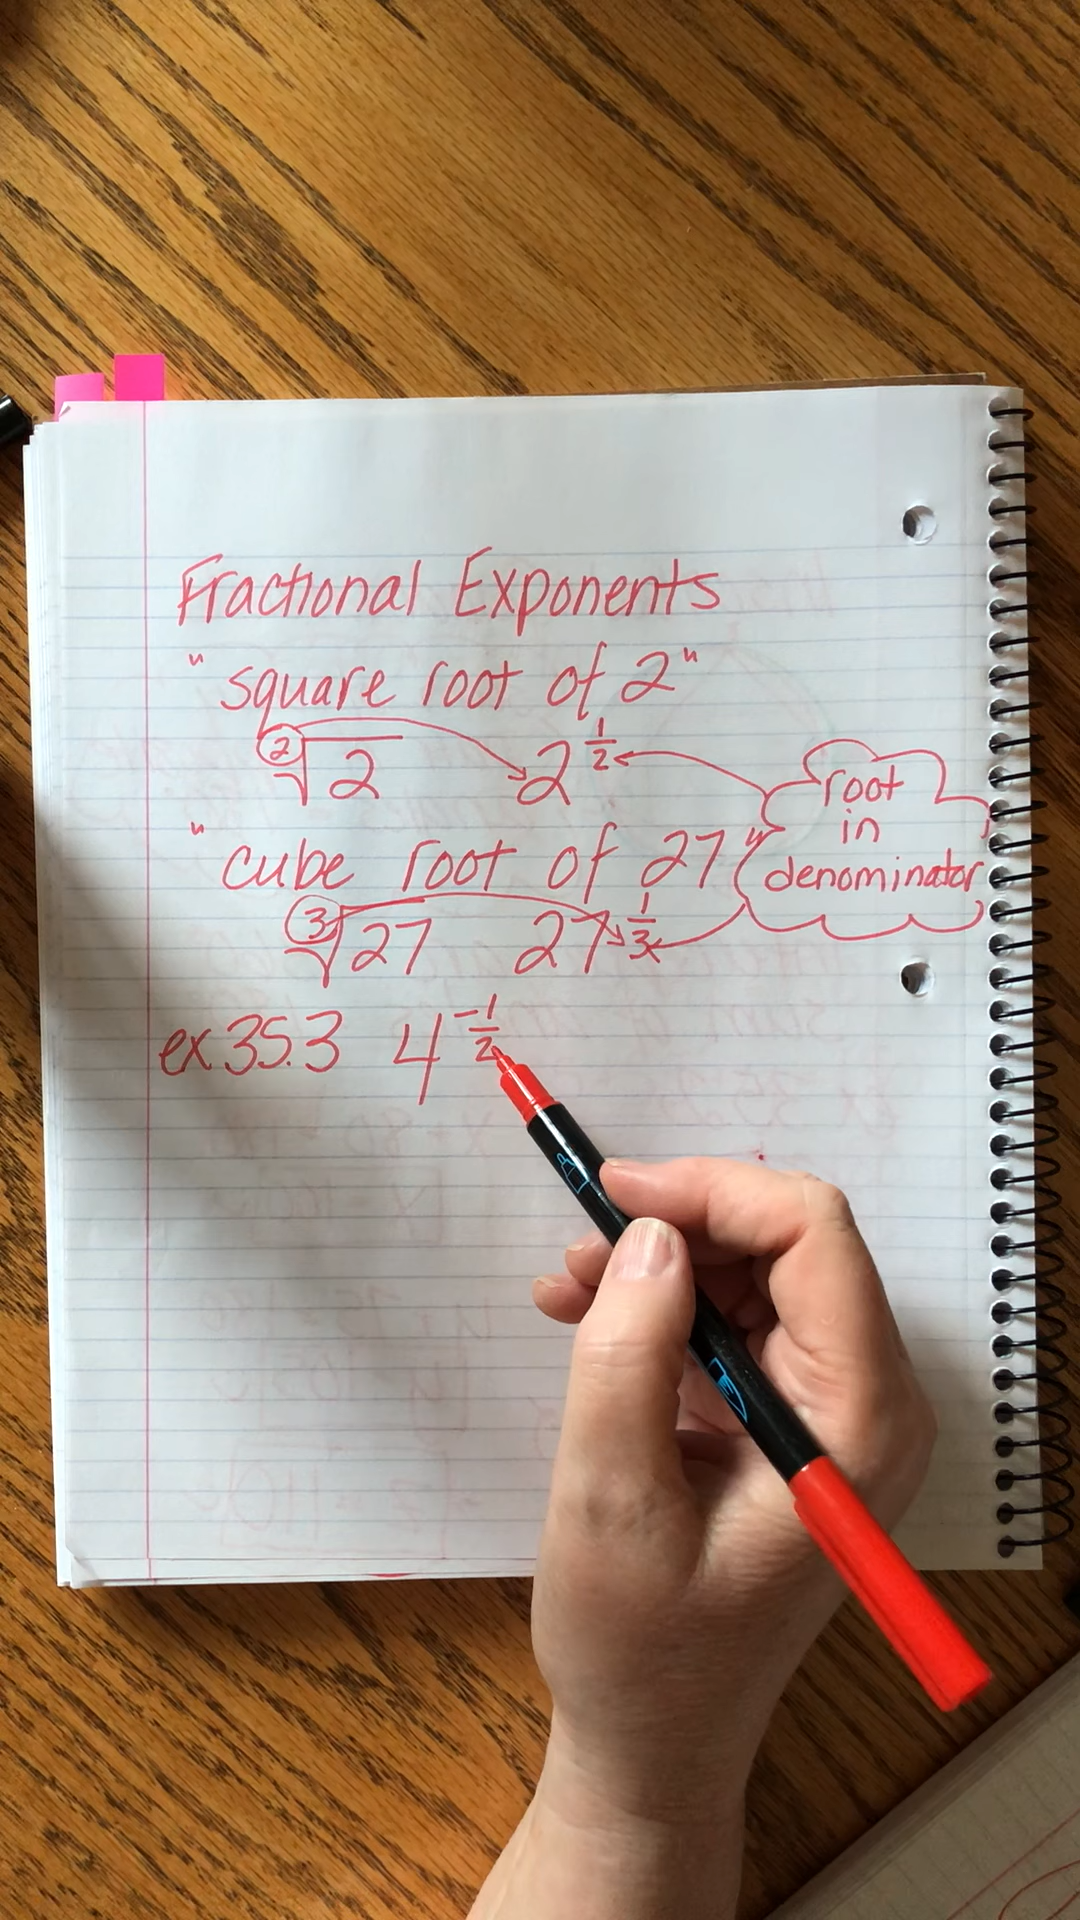 Fractional Exponents
"square root of 2"
²√2 2^(1/2)
root
in
denominator
"cube root of 27"
³√27 27^(1/3)
ex. 35.3 4^(-1/2)